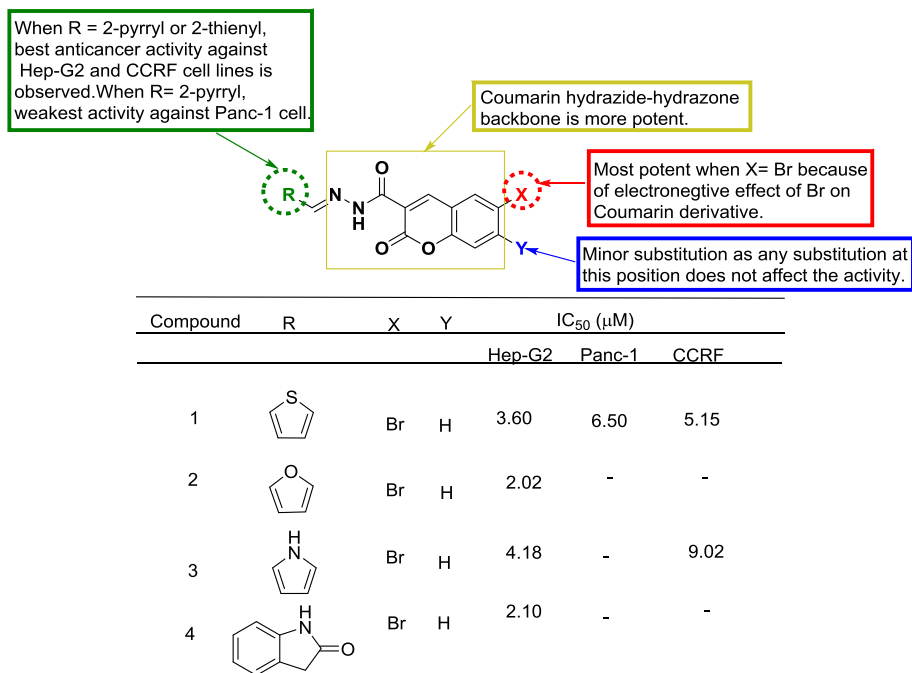 When R = 2-pyrryl or 2-thienyl,
best anticancer activity against
Hep-G2 and CCRF cell lines is
observed.When R= 2-pyrryl,
weakest activity against Panc-1 cell.
Coumarin hydrazide-hydrazone
backbone is more potent.
Most potent when X= Br because
of electronegtive effect of Br on
Coumarin derivative.
Minor substitution as any substitution at
this position does not affect the activity.
R
N
NH
O
O
O
X
Y
Compound R X Y IC50 (μM)
Hep-G2 Panc-1 CCRF
1 S Br H 3.60 6.50 5.15
2 O Br H 2.02 - -
3 H N Br H 4.18 - 9.02
4 H N O Br H 2.10 - -